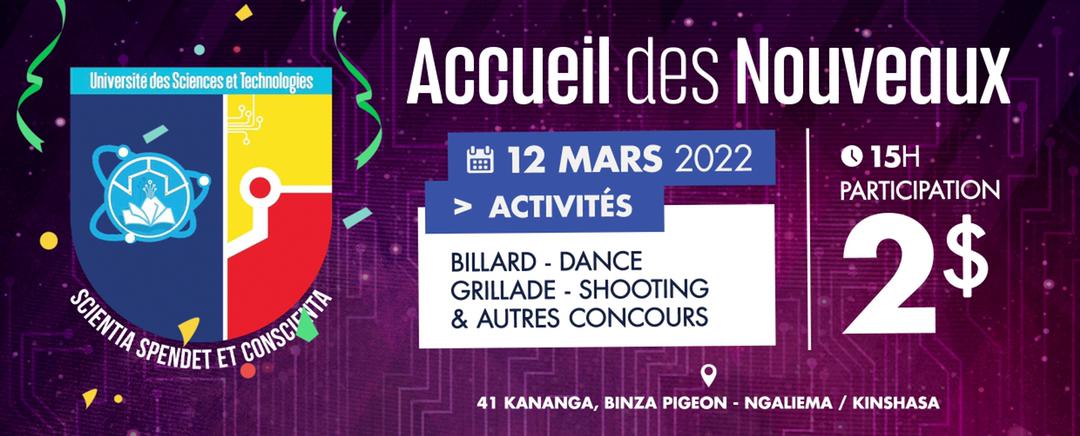 Université des Sciences et Technologies
SCIENTIA SPENDET ET CONSCIENTA
Accueil des Nouveaux
12 MARS 2022
> ACTIVITÉS
BILLARD - DANCE
GRILLADE - SHOOTING
& AUTRES CONCOURS
15H
PARTICIPATION
2$
41 KANANGA, BINZA PIGEON - NGALIEMA / KINSHASA